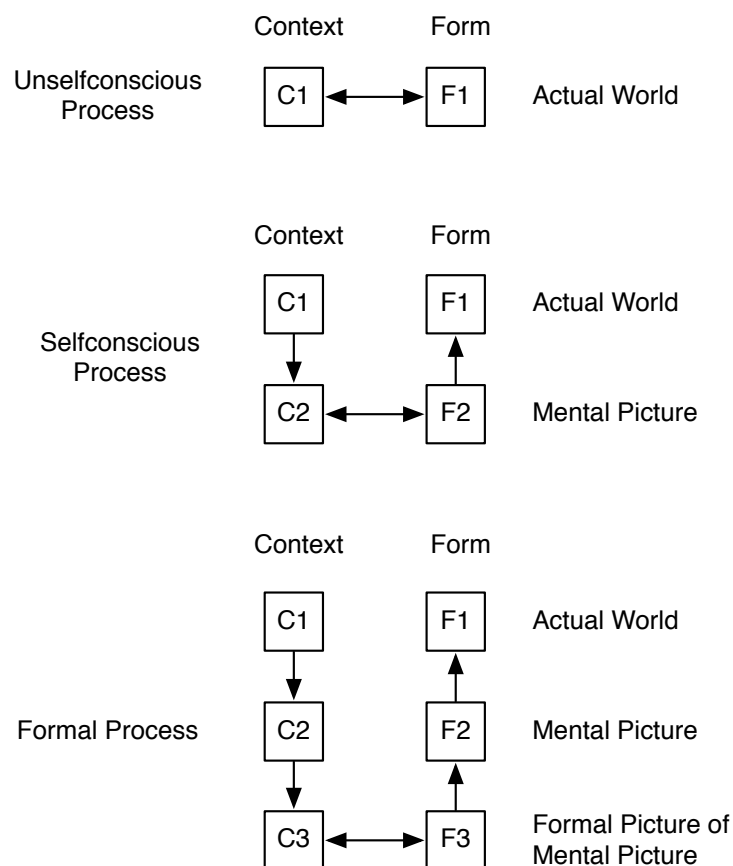 Context Form
Unselfconscious
Process
C1 F1 Actual World
Context Form
C1 F1 Actual World
Selfconscious
Process
C2 F2 Mental Picture
Context Form
C1 F1 Actual World
Formal Process C2 F2 Mental Picture
C3 F3 Formal Picture of
Mental Picture